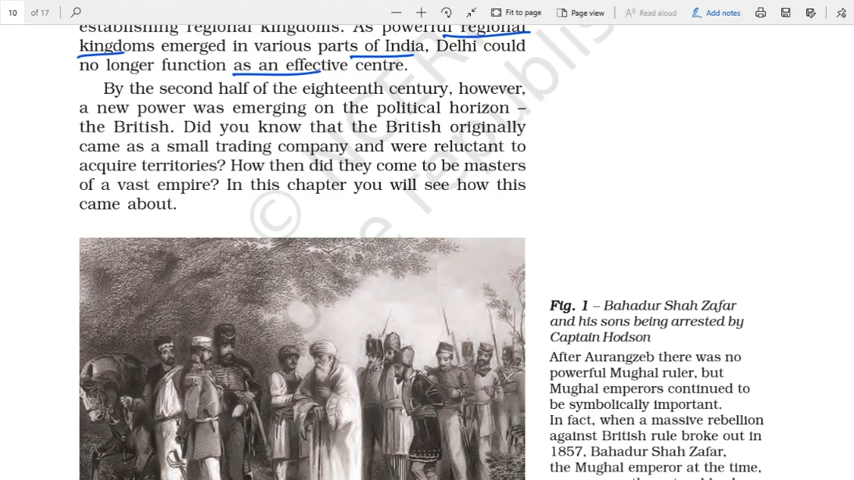 10 of 17
Fit to page
Page view
Read aloud
Add notes
establishing regional kingdoms. As powerful regional
kingdoms emerged in various parts of India, Delhi could
no longer function as an effective centre.
By the second half of the eighteenth century, however,
a new power was emerging on the political horizon –
the British. Did you know that the British originally
came as a small trading company and were reluctant to
acquire territories? How then did they come to be masters
of a vast empire? In this chapter you will see how this
came about.
Fig. 1 – Bahadur Shah Zafar
and his sons being arrested by
Captain Hodson
After Aurangzeb there was no
powerful Mughal ruler, but
Mughal emperors continued to
be symbolically important.
In fact, when a massive rebellion
against British rule broke out in
1857, Bahadur Shah Zafar,
the Mughal emperor at the time,